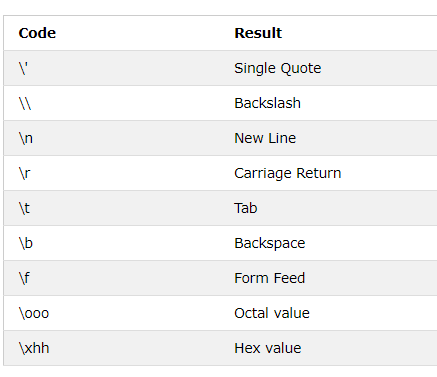 Code Result
\' Single Quote
\\ Backslash
\n New Line
\r Carriage Return
\t Tab
\b Backspace
\f Form Feed
\ooo Octal value
\xhh Hex value